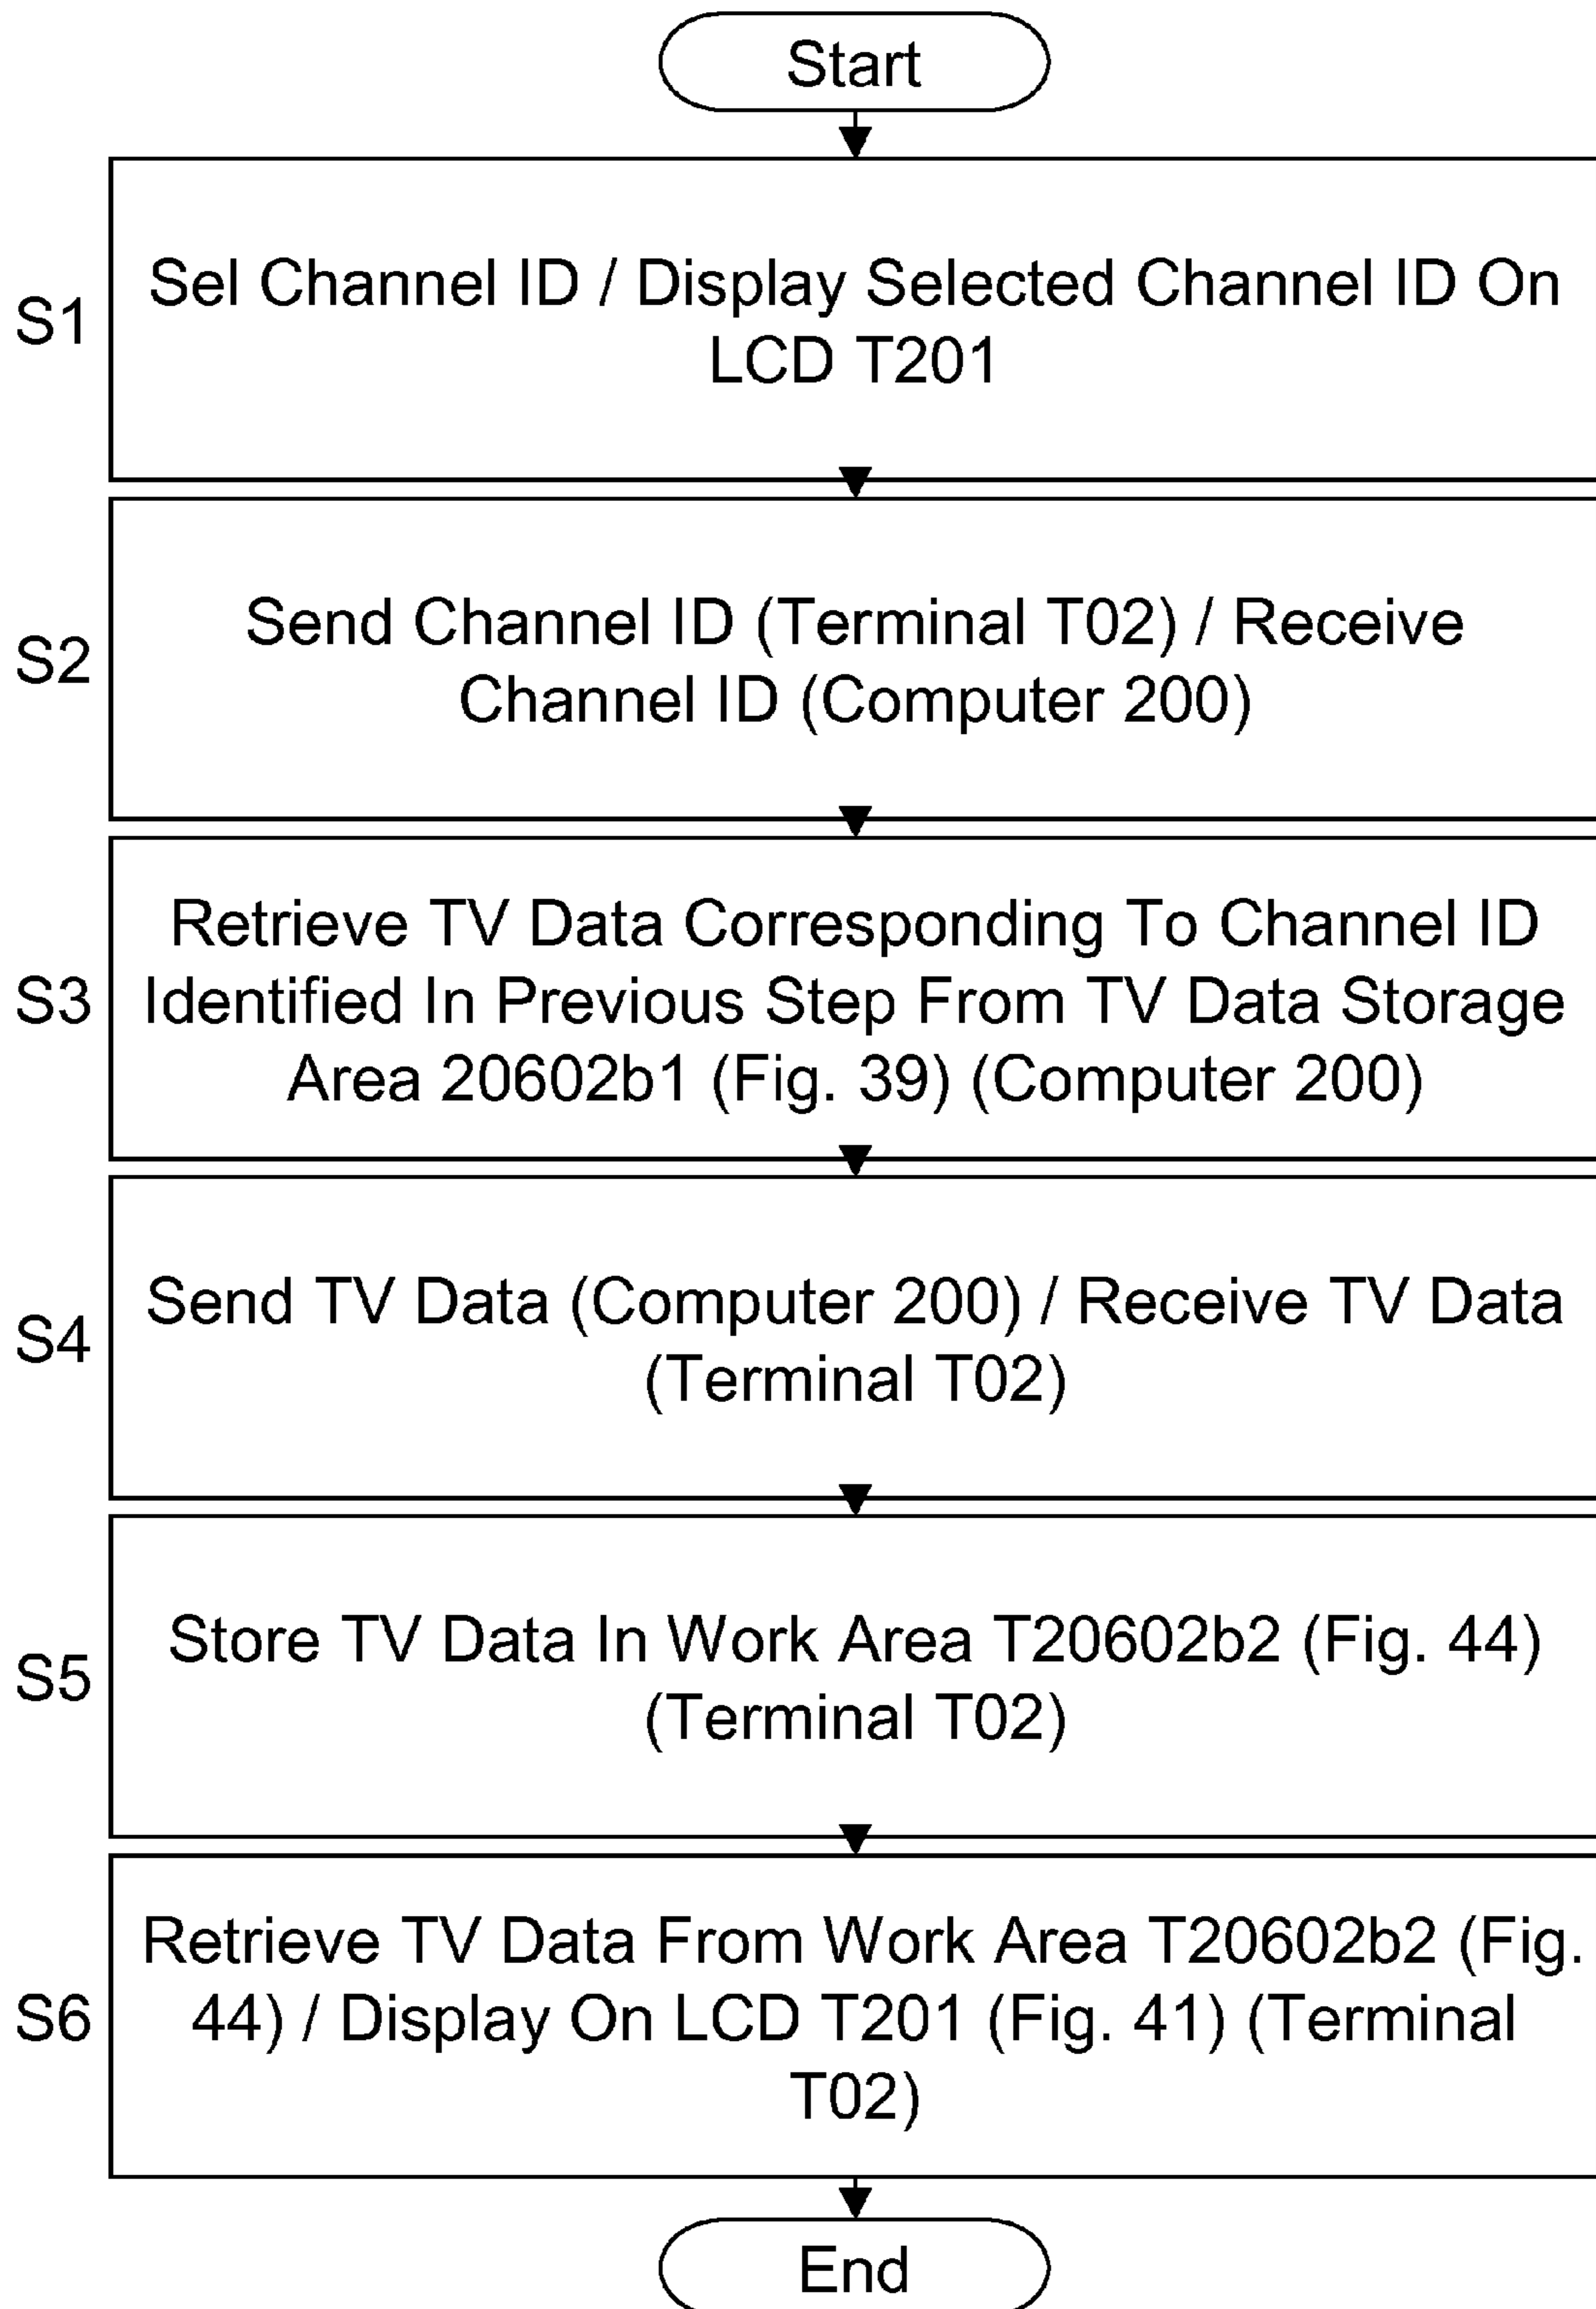 Start
S1
Sel Channel ID / Display Selected Channel ID On
LCD T201
S2
Send Channel ID (Terminal T02) / Receive
Channel ID (Computer 200)
S3
Retrieve TV Data Corresponding To Channel ID
Identified In Previous Step From TV Data Storage
Area 20602b1 (Fig. 39) (Computer 200)
S4
Send TV Data (Computer 200) / Receive TV Data
(Terminal T02)
S5
Store TV Data In Work Area T20602b2 (Fig. 44)
(Terminal T02)
S6
Retrieve TV Data From Work Area T20602b2 (Fig.
44) / Display On LCD T201 (Fig. 41) (Terminal
T02)
End